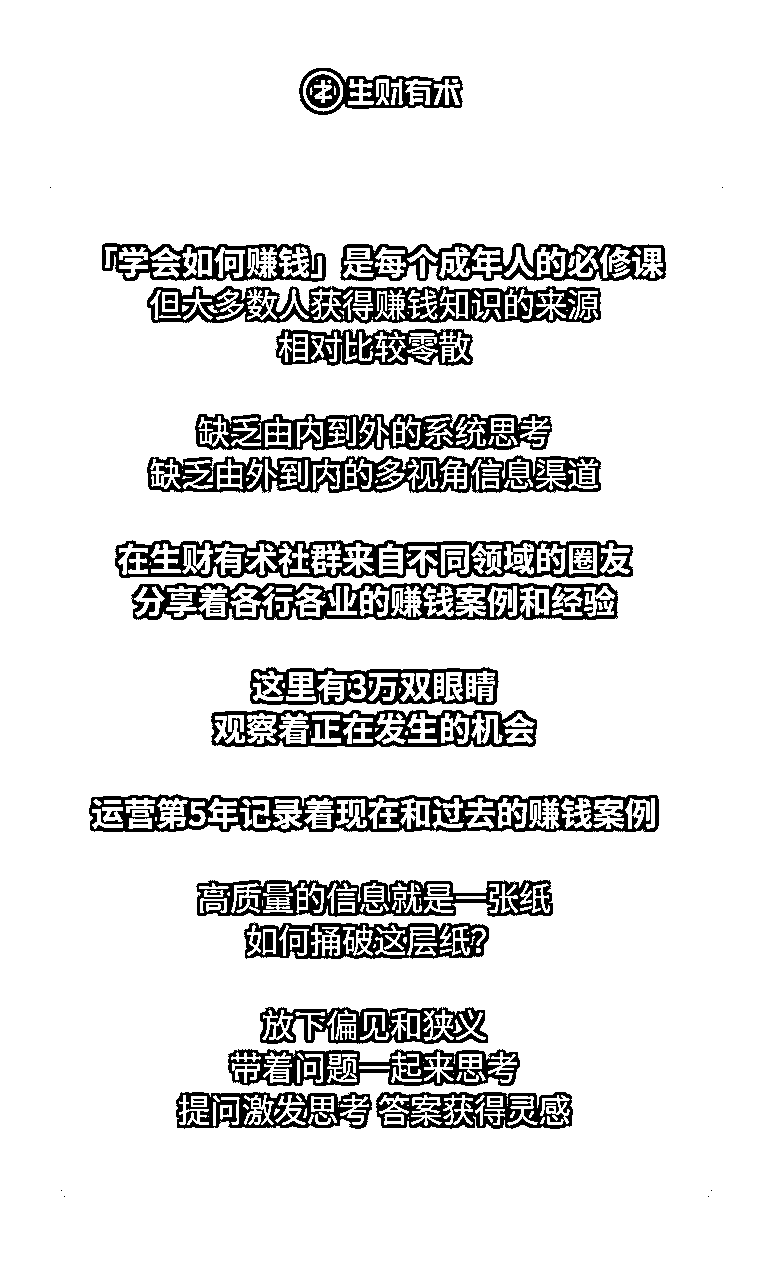 生财有术
「学会如何赚钱」是每个成年人的必修课
但大多数人获得赚钱知识的来源
相对比较零散
缺乏由内到外的系统思考
缺乏由外到内的多视角信息渠道
在生财有术社群来自不同领域的圈友
分享着各行各业的赚钱案例和经验
这里有3万双眼睛
观察着正在发生的机会
运营第5年记录着现在和过去的赚钱案例
高质量的信息就是一张纸
如何捅破这层纸？
放下偏见和狭义
带着问题一起来思考
提问激发思考 答案获得灵感